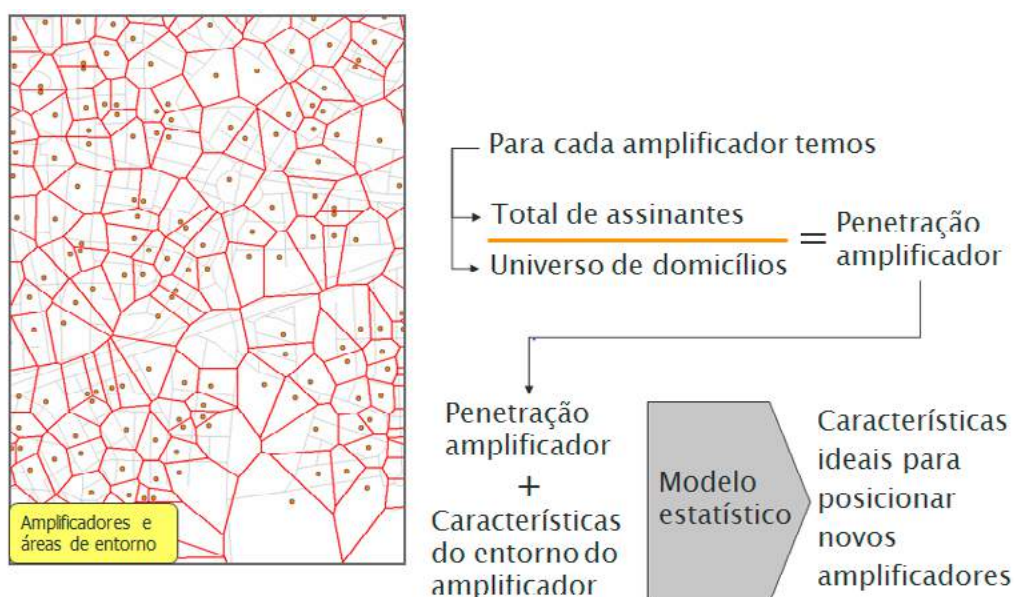 Para cada amplificador temos
Total de assinantes
=
Universo de domicílios
Penetração
amplificador
Penetração
amplificador
+
Características
do entorno do
amplificador
Modelo
estatístico
Características
ideais para
posicionar
novos
amplificadores
Amplificadores e
áreas de entorno